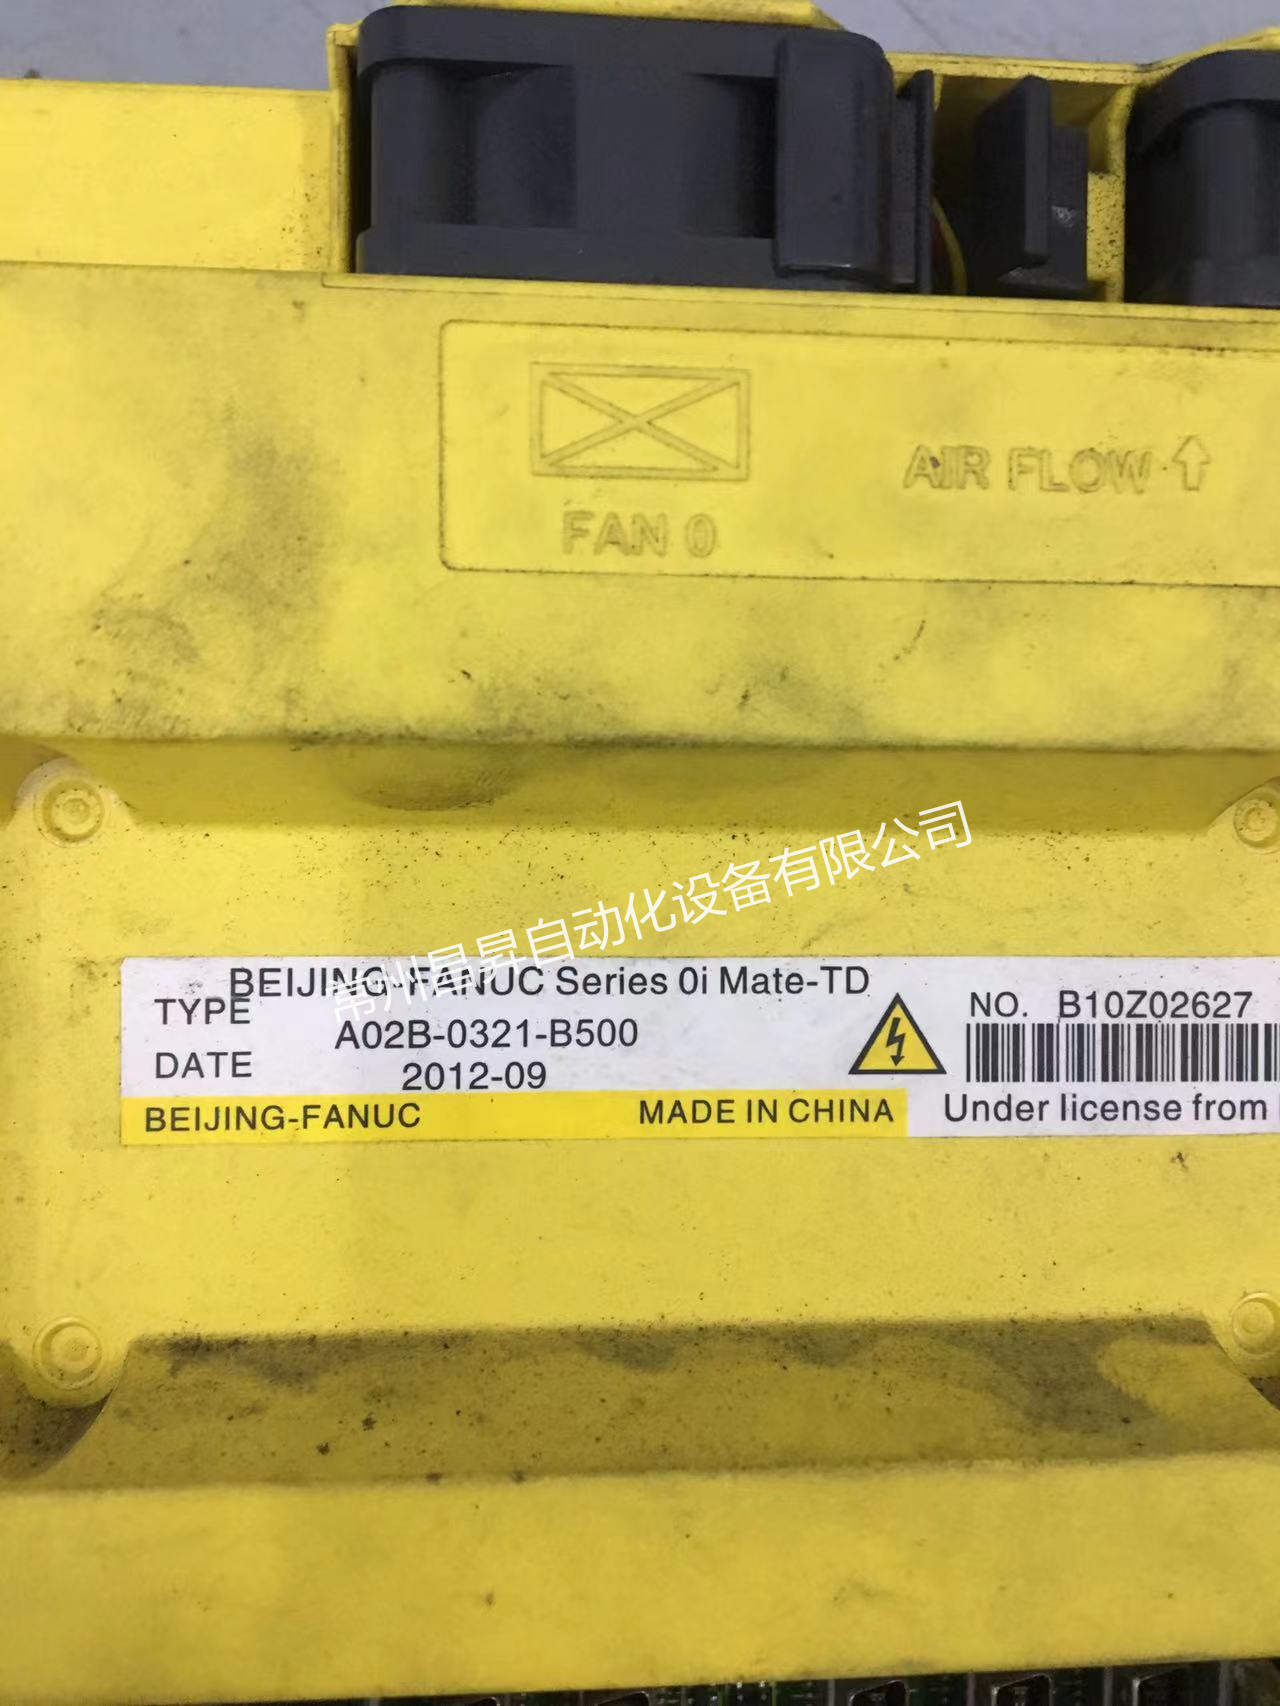 FAN 0
AIR FLOW ↑
常州昌昇自动化设备有限公司
BEIJING-FANUC Series 0i Mate-TD
TYPE A02B-0321-B500
DATE 2012-09
NO. B10Z02627
BEIJING-FANUC MADE IN CHINA Under license from